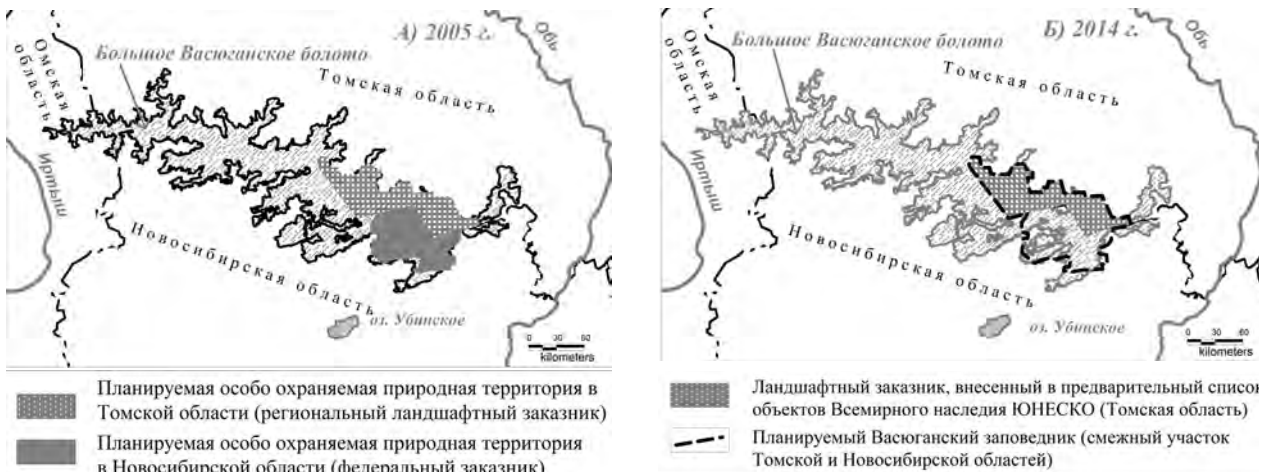 А) 2005 г.
Большое Васюганское болото
Омская область
Томская область
Обь
Иртыш
Новосибирская область
оз. Убинское
0 30 60
kilometers
Планируемая особо охраняемая природная территория в
Томской области (региональный ландшафтный заказник)
Планируемая особо охраняемая природная территория
в Новосибирской области (федеральный заказник)
Б) 2014 г.
Большое Васюганское болото
Омская область
Томская область
Обь
Иртыш
Новосибирская область
оз. Убинское
0 30 60
kilometers
Ландшафтный заказник, внесенный в предварительный список
объектов Всемирного наследия ЮНЕСКО (Томская область)
Планируемый Васюганский заповедник (смежный участок
Томской и Новосибирской областей)